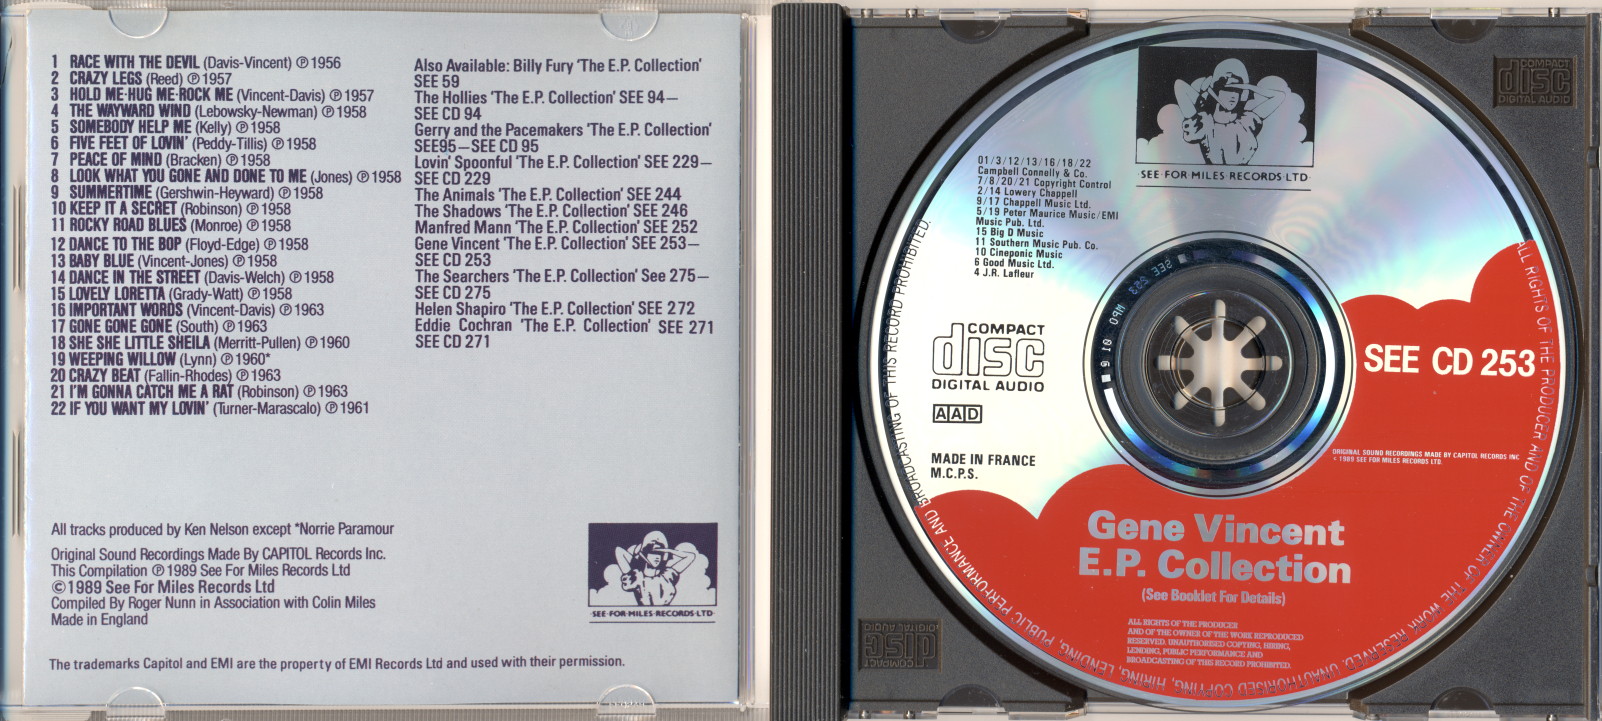 1 RACE WITH THE DEVIL (Davis-Vincent) ℗ 1956
2 CRAZY LEGS (Reed) ℗ 1957
3 HOLD ME·HUG ME·ROCK ME (Vincent-Davis) ℗ 1957
4 THE WAYWARD WIND (Lebowsky-Newman) ℗ 1958
5 SOMEBODY HELP ME (Kelly) ℗ 1958
6 FIVE FEET OF LOVIN' (Peddy-Tillis) ℗ 1958
7 PEACE OF MIND (Bracken) ℗ 1958
8 LOOK WHAT YOU GONE AND DONE TO ME (Jones) ℗ 1958
9 SUMMERTIME (Gershwin-Heyward) ℗ 1958
10 KEEP IT A SECRET (Robinson) ℗ 1958
11 ROCKY ROAD BLUES (Monroe) ℗ 1958
12 DANCE TO THE BOP (Floyd-Edge) ℗ 1958
13 BABY BLUE (Vincent-Jones) ℗ 1958
14 DANCE IN THE STREET (Davis-Welch) ℗ 1958
15 LOVELY LORETTA (Grady-Watt) ℗ 1958
16 IMPORTANT WORDS (Vincent-Davis) ℗ 1963
17 GONE GONE GONE (South) ℗ 1963
18 SHE SHE LITTLE SHEILA (Merritt-Pullen) ℗ 1960
19 WEEPING WILLOW (Lynn) ℗ 1960*
20 CRAZY BEAT (Fallin-Rhodes) ℗ 1963
21 I'M GONNA CATCH ME A RAT (Robinson) ℗ 1963
22 IF YOU WANT MY LOVIN' (Turner-Marascalo) ℗ 1961
Also Available: Billy Fury 'The E.P. Collection'
SEE 59
The Hollies 'The E.P. Collection' SEE 94—
SEE CD 94
Gerry and the Pacemakers 'The E.P. Collection'
SEE95—SEE CD 95
Lovin' Spoonful 'The E.P. Collection' SEE 229—
SEE CD 229
The Animals 'The E.P. Collection' SEE 244
The Shadows 'The E.P. Collection' SEE 246
Manfred Mann 'The E.P. Collection' SEE 252
Gene Vincent 'The E.P. Collection' SEE 253—
SEE CD 253
The Searchers 'The E.P. Collection' See 275—
SEE CD 275
Helen Shapiro 'The E.P. Collection' SEE 272
Eddie Cochran 'The E.P. Collection' SEE 271
SEE CD 271
All tracks produced by Ken Nelson except *Norrie Paramour
Original Sound Recordings Made By CAPITOL Records Inc.
This Compilation ℗ 1989 See For Miles Records Ltd
© 1989 See For Miles Records Ltd
Compiled By Roger Nunn in Association with Colin Miles
Made in England
The trademarks Capitol and EMI are the property of EMI Records Ltd and used with their permission.
·SEE·FOR·MILES·RECORDS·LTD·
·SEE·FOR·MILES·RECORDS·LTD·
01/3/12/13/16/18/22
Campbell Connelly & Co.
7/8/20/21 Copyright Control
2/14 Lowery Chappell
9/17 Chappell Music Ltd.
5/19 Peter Maurice Music/EMI
Music Pub. Ltd.
15 Big D Music
11 Southern Music Pub. Co.
10 Cineponic Music
6 Good Music Ltd.
4 J.R. Lafleur
COMPACT
disc
DIGITAL AUDIO
AAD
MADE IN FRANCE
M.C.P.S.
SEE CD 253
ORIGINAL SOUND RECORDINGS MADE BY CAPITOL RECORDS INC
℗ 1989 SEE FOR MILES RECORDS LTD.
Gene Vincent
E.P. Collection
(See Booklet For Details)
ALL RIGHTS OF THE PRODUCER
AND OF THE OWNER OF THE WORK REPRODUCED
RESERVED. UNAUTHORISED COPYING, HIRING,
LENDING, PUBLIC PERFORMANCE AND
BROADCASTING OF THIS RECORD PROHIBITED.
ALL RIGHTS OF THE PRODUCER AND OF THE OWNER OF THE WORK RESERVED. UNAUTHORISED COPYING, HIRING, LENDING, PUBLIC PERFORMANCE AND BROADCASTING OF THIS RECORD PROHIBITED.
SEE 253 MPO 01
COMPACT
disc
DIGITAL AUDIO
COMPACT
disc
DIGITAL AUDIO